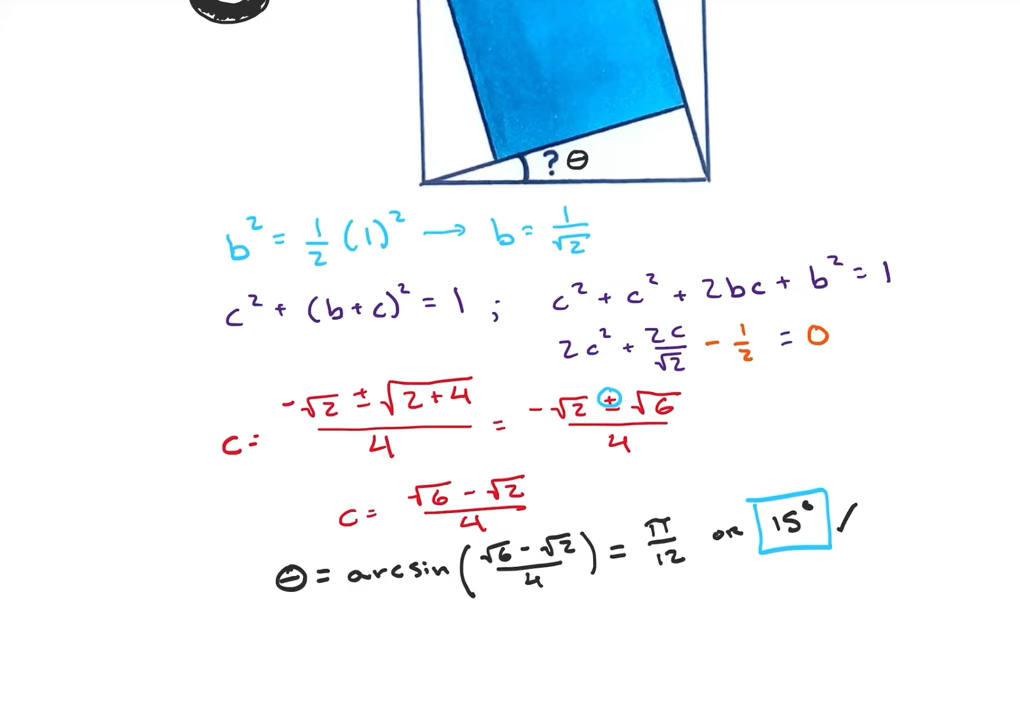 ? θ
b² = 1/2 (1)² → b = 1/√2
c² + (b+c)² = 1 ; c² + c² + 2bc + b² = 1
2c² + 2c/√2 - 1/2 = 0
c = (-√2 ± √(2+4))/4 = (-√2 ± √6)/4
c = (√6 - √2)/4
θ = arcsin((√6 - √2)/4) = π/12 or 15° ✓